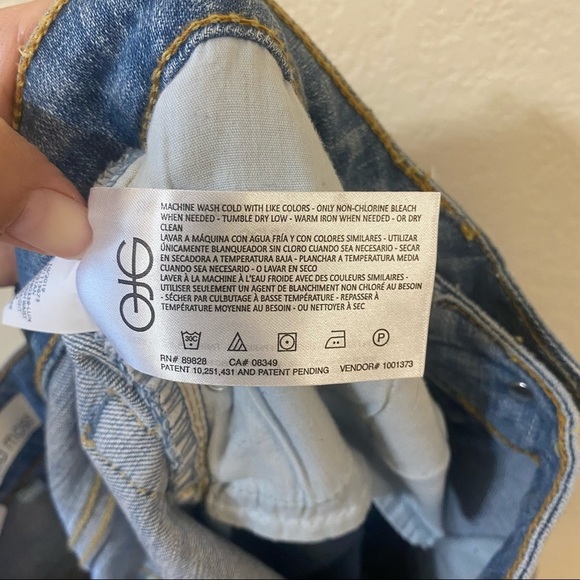 MACHINE WASH COLD WITH LIKE COLORS - ONLY NON-CHLORINE BLEACH
WHEN NEEDED - TUMBLE DRY LOW - WARM IRON WHEN NEEDED - OR DRY
CLEAN
LAVAR A MÁQUINA CON AGUA FRÍA Y CON COLORES SIMILARES - UTILIZAR
ÚNICAMENTE BLANQUEADOR SIN CLORO CUANDO SEA NECESARIO - SECAR
EN SECADORA A TEMPERATURA BAJA - PLANCHAR A TEMPERATURA MEDIA
CUANDO SEA NECESARIO - O LAVAR EN SECO
LAVER À LA MACHINE À L'EAU FROIDE AVEC DES COULEURS SIMILAIRES -
UTILISER SEULEMENT UN AGENT DE BLANCHIMENT NON CHLORÉ AU BESOIN
- SÉCHER PAR CULBUTAGE À BASSE TEMPÉRATURE - REPASSER À
TEMPÉRATURE MOYENNE AU BESOIN - OU NETTOYER À SEC
30C P
RN# 89828 CA# 08349
PATENT 10,251,431 AND PATENT PENDING VENDOR# 1001373